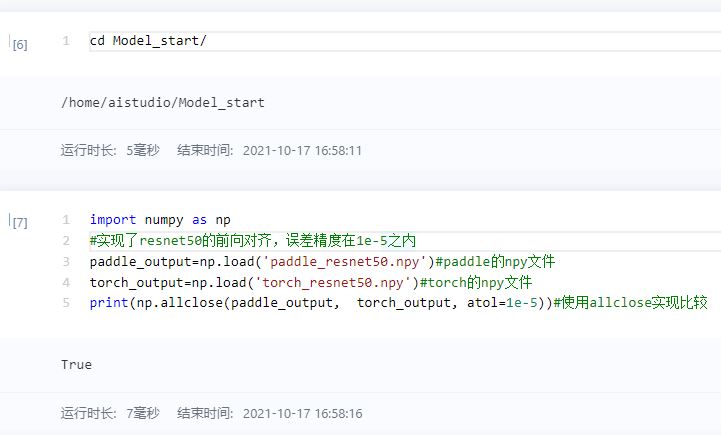 [6]
1 cd Model_start/
/home/aistudio/Model_start
运行时长: 5毫秒 结束时间: 2021-10-17 16:58:11
[7]
1 import numpy as np
2 #实现了resnet50的前向对齐，误差精度在1e-5之内
3 paddle_output=np.load('paddle_resnet50.npy')#paddle的npy文件
4 torch_output=np.load('torch_resnet50.npy')#torch的npy文件
5 print(np.allclose(paddle_output,  torch_output, atol=1e-5))#使用allclose实现比较
True
运行时长: 7毫秒 结束时间: 2021-10-17 16:58:16